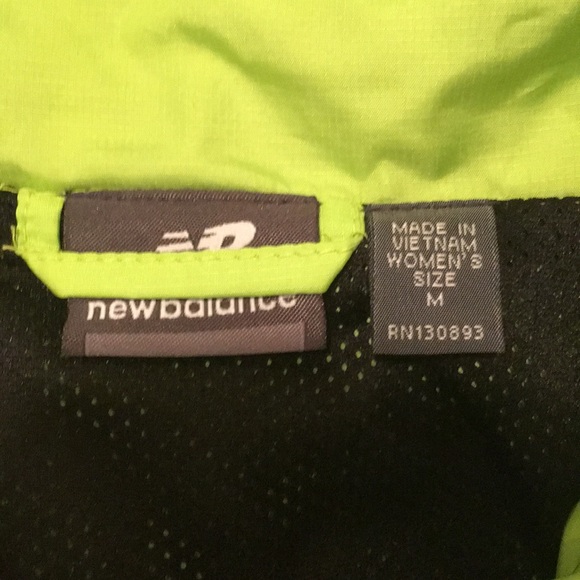 newbalance
MADE IN
VIETNAM
WOMEN'S
SIZE
M
RN130893